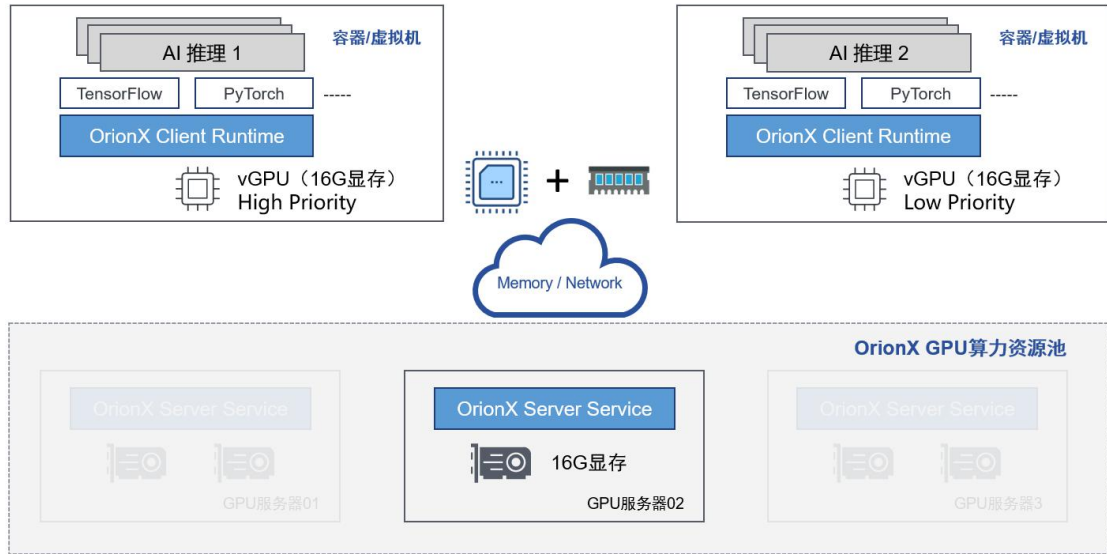 AI 推理 1
容器/虚拟机
TensorFlow
PyTorch
-----
OrionX Client Runtime
vGPU（16G显存）
High Priority
AI 推理 2
容器/虚拟机
TensorFlow
PyTorch
-----
OrionX Client Runtime
vGPU（16G显存）
Low Priority
Memory / Network
OrionX GPU算力资源池
OrionX Server Service
GPU服务器01
OrionX Server Service
16G显存
GPU服务器02
OrionX Server Service
GPU服务器3